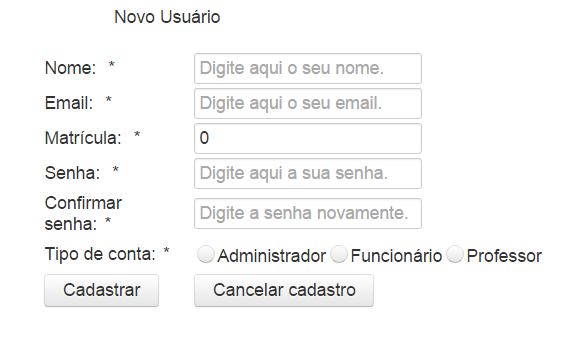 Novo Usuário
Nome: * Digite aqui o seu nome.
Email: * Digite aqui o seu email.
Matrícula: * 0
Senha: * Digite aqui a sua senha.
Confirmar
senha: * Digite a senha novamente.
Tipo de conta: * Administrador Funcionário Professor
Cadastrar Cancelar cadastro